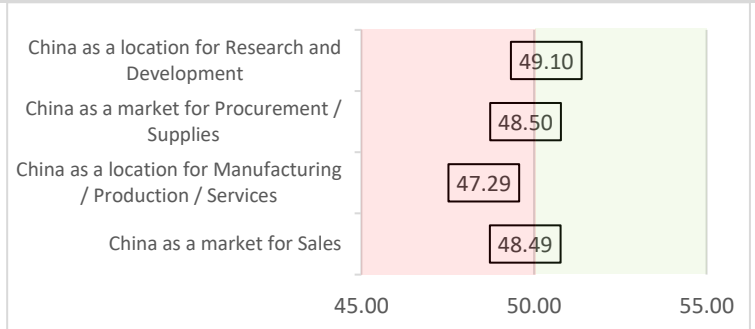 China as a location for Research and
Development
49.10
China as a market for Procurement /
Supplies
48.50
China as a location for Manufacturing
/ Production / Services
47.29
China as a market for Sales
48.49
45.00 50.00 55.00